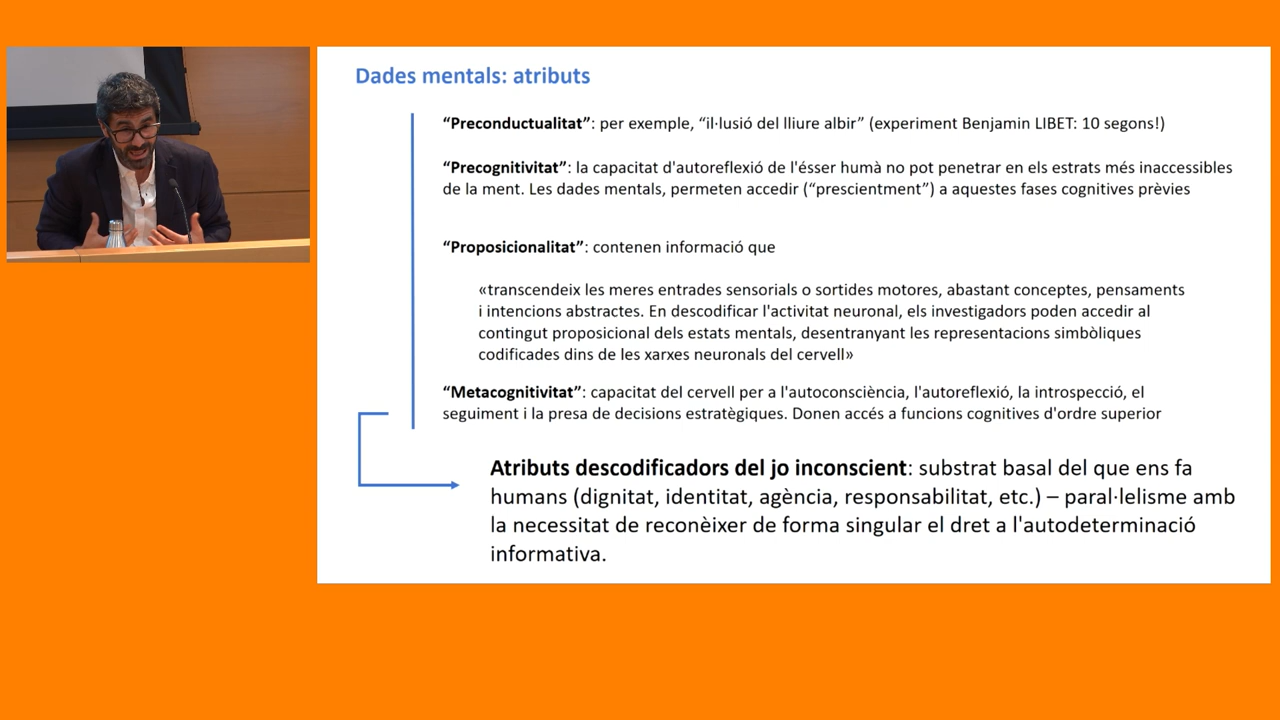 Dades mentals: atributs
“Preconductualitat”: per exemple, “il·lusió del lliure albir” (experiment Benjamin LIBET: 10 segons!)
“Precognitivitat”: la capacitat d'autoreflexió de l'ésser humà no pot penetrar en els estrats més inaccessibles
de la ment. Les dades mentals, permeten accedir (“prescientment”) a aquestes fases cognitives prèvies
“Proposicionalitat”: contenen informació que
«transcendeix les meres entrades sensorials o sortides motores, abastant conceptes, pensaments
i intencions abstractes. En descodificar l'activitat neuronal, els investigadors poden accedir al
contingut proposicional dels estats mentals, desentranyant les representacions simbòliques
codificades dins de les xarxes neuronals del cervell»
“Metacognitivitat”: capacitat del cervell per a l'autoconsciència, l'autoreflexió, la introspecció, el
seguiment i la presa de decisions estratègiques. Donen accés a funcions cognitives d'ordre superior
Atributs descodificadors del jo inconscient: substrat basal del que ens fa
humans (dignitat, identitat, agència, responsabilitat, etc.) – paral·lelisme amb
la necessitat de reconèixer de forma singular el dret a l'autodeterminació
informativa.